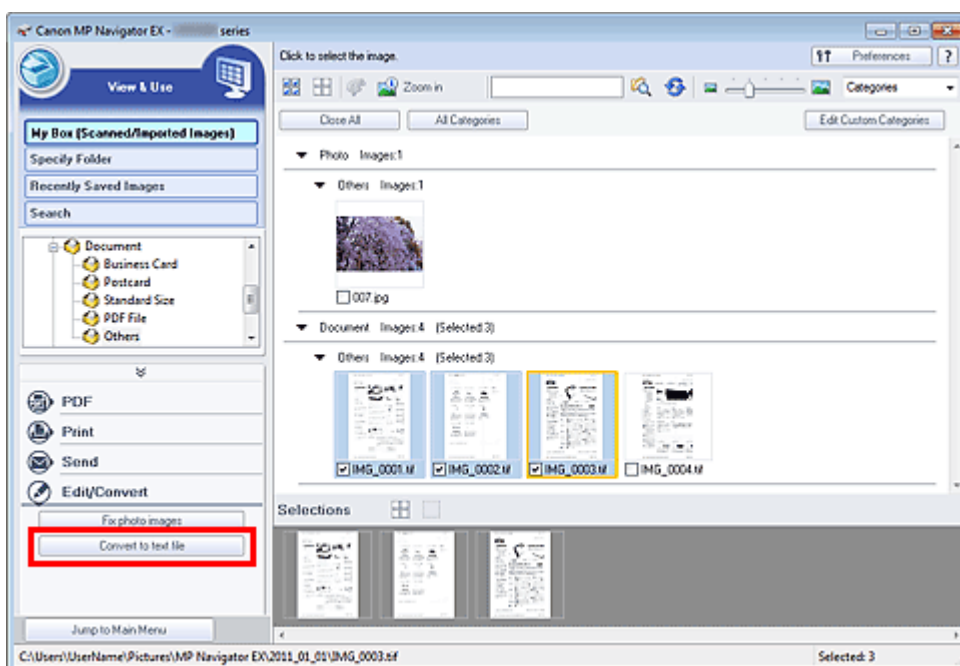 Canon MP Navigator EX - series
Click to select the image.
Preferences
?
View & Use
Zoom in
Categories
Close All
All Categories
Edit Custom Categories
My Box (Scanned/Imported Images)
Specify Folder
Recently Saved Images
Search
Document
Business Card
Postcard
Standard Size
PDF File
Others
Photo Images:1
Others Images:1
007.jpg
Document Images:4 (Selected:3)
Others Images:4 (Selected:3)
IMG_0001.tif
IMG_0002.tif
IMG_0003.tif
IMG_0004.tif
PDF
Print
Send
Edit/Convert
Fix photo images
Convert to text file
Selections
Jump to Main Menu
C:\Users\UserName\Pictures\MP Navigator EX\2011_01_01\IMG_0003.tif
Selected: 3